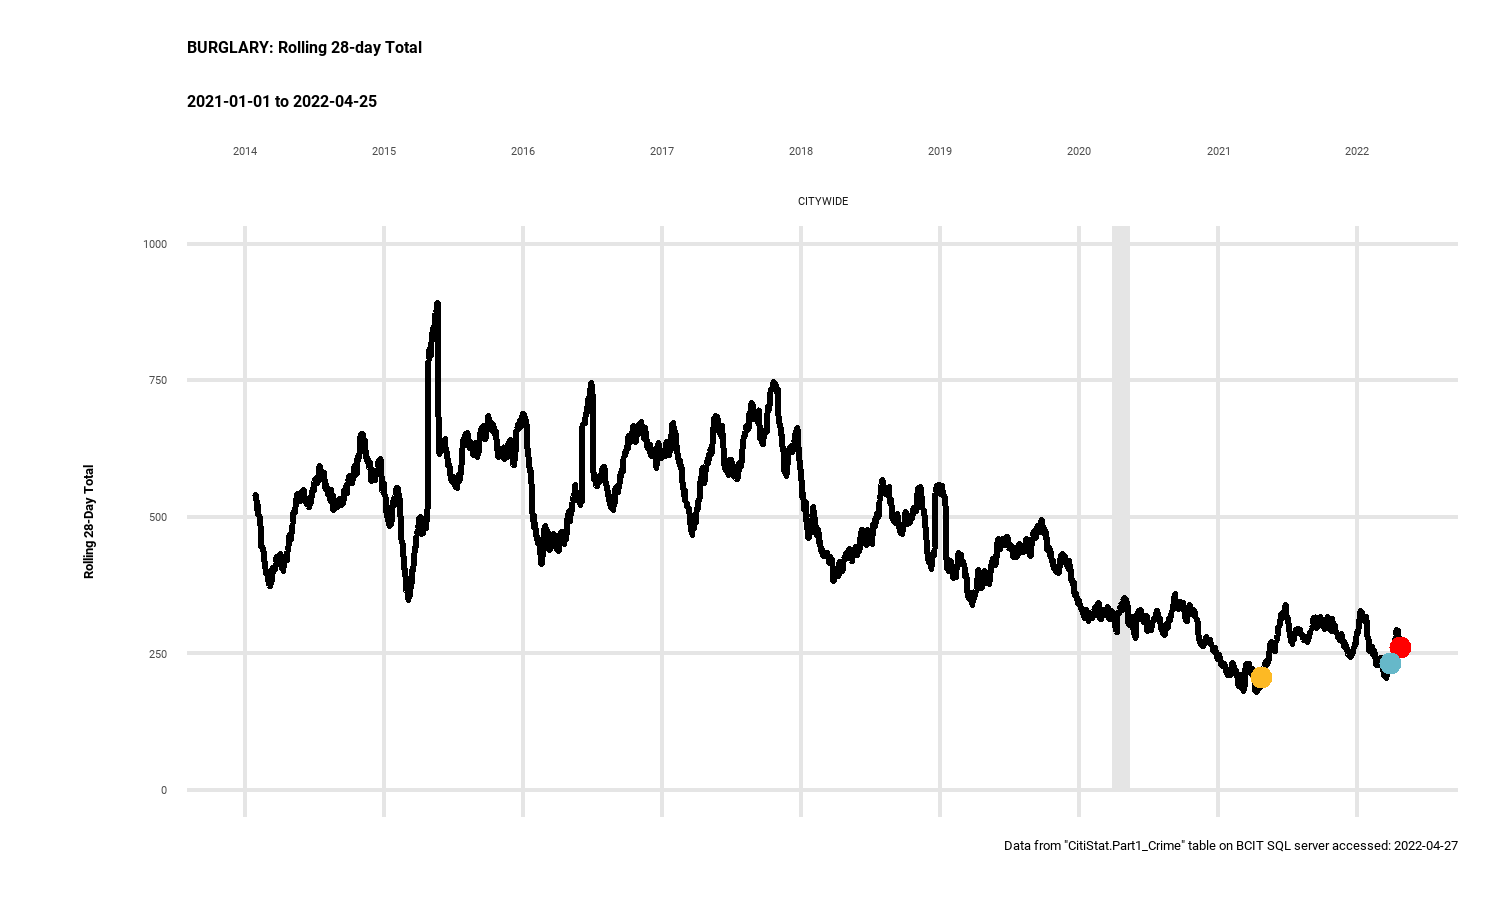 BURGLARY: Rolling 28-day Total
2021-01-01 to 2022-04-25
2014 2015 2016 2017 2018 2019 2020 2021 2022
CITYWIDE
1000
750
500
250
0
Rolling 28-Day Total
Data from "CitiStat.Part1_Crime" table on BCIT SQL server accessed: 2022-04-27